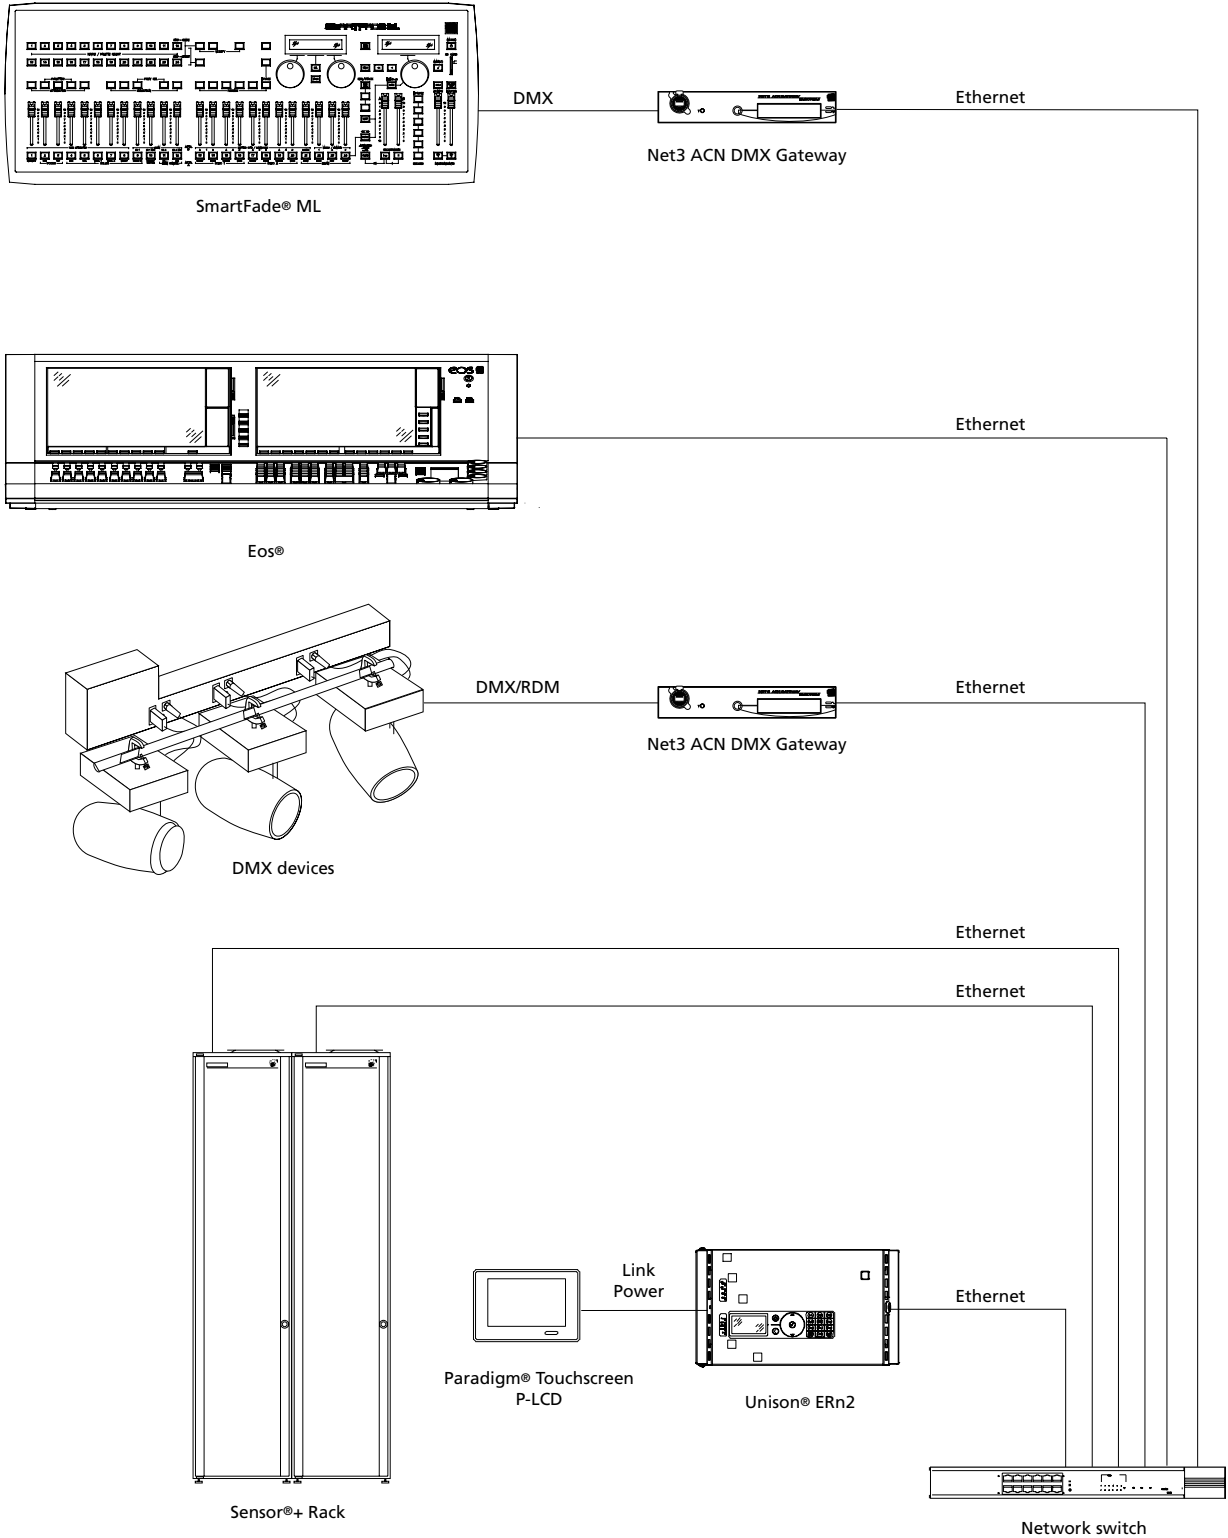 DMX
Ethernet
Net3 ACN DMX Gateway
SmartFade® ML
eos
Ethernet
Eos®
DMX/RDM
Ethernet
Net3 ACN DMX Gateway
DMX devices
Ethernet
Ethernet
Link
Power
Ethernet
Paradigm® Touchscreen
P-LCD
Unison® ERn2
Sensor®+ Rack
Network switch